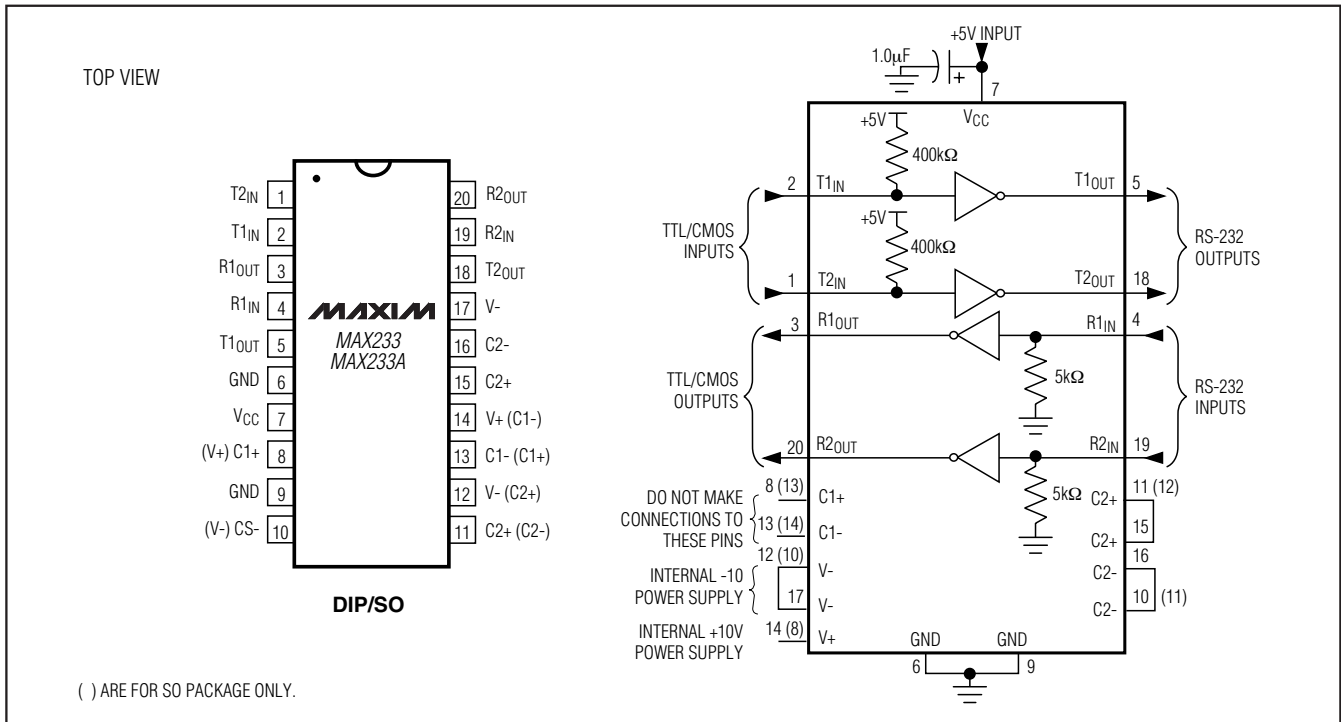 TOP VIEW
T2IN 1
T1IN 2
R1OUT 3
R1IN 4
T1OUT 5
GND 6
VCC 7
(V+) C1+ 8
GND 9
(V-) CS- 10
20 R2OUT
19 R2IN
18 T2OUT
17 V-
16 C2-
15 C2+
14 V+ (C1-)
13 C1- (C1+)
12 V- (C2+)
11 C2+ (C2-)
MAXIM
MAX233
MAX233A
DIP/SO
( ) ARE FOR SO PACKAGE ONLY.
+5V INPUT
1.0µF
+
7
VCC
+5V
400kΩ
2 T1IN
T1OUT 5
+5V
400kΩ
TTL/CMOS
INPUTS
RS-232
OUTPUTS
1 T2IN
T2OUT 18
3 R1OUT
R1IN 4
5kΩ
TTL/CMOS
OUTPUTS
RS-232
INPUTS
20 R2OUT
R2IN 19
5kΩ
8 (13)
C1+
DO NOT MAKE
CONNECTIONS TO
THESE PINS
13 (14)
C1-
12 (10)
V-
INTERNAL -10
POWER SUPPLY
17
V-
INTERNAL +10V
POWER SUPPLY
14 (8)
V+
11 (12)
C2+
15
C2+
16
C2-
10 (11)
C2-
GND GND
6 9